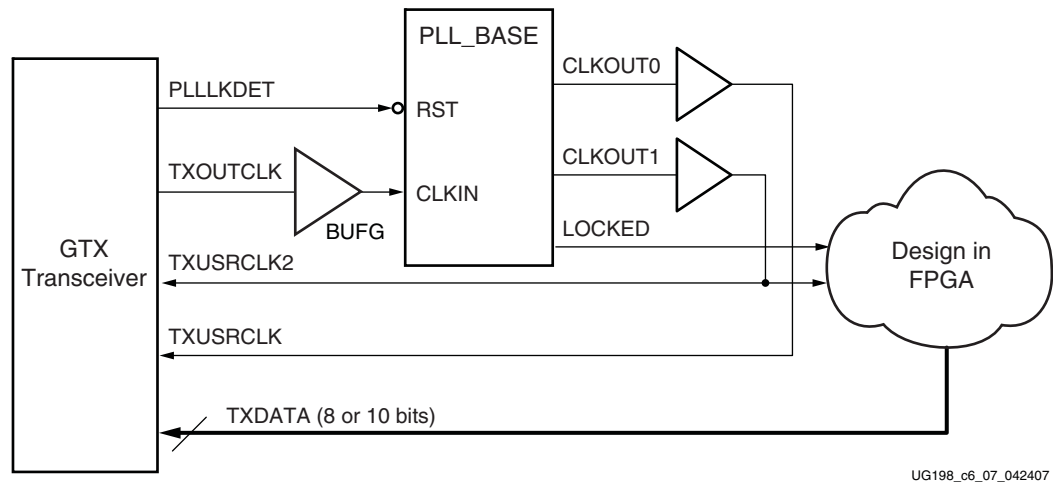 PLL_BASE
CLKOUT0
PLLLKDET
RST
TXOUTCLK
CLKOUT1
CLKIN
BUFG
LOCKED
GTX
Transceiver
TXUSRCLK2
Design in
FPGA
TXUSRCLK
TXDATA (8 or 10 bits)
UG198_c6_07_042407